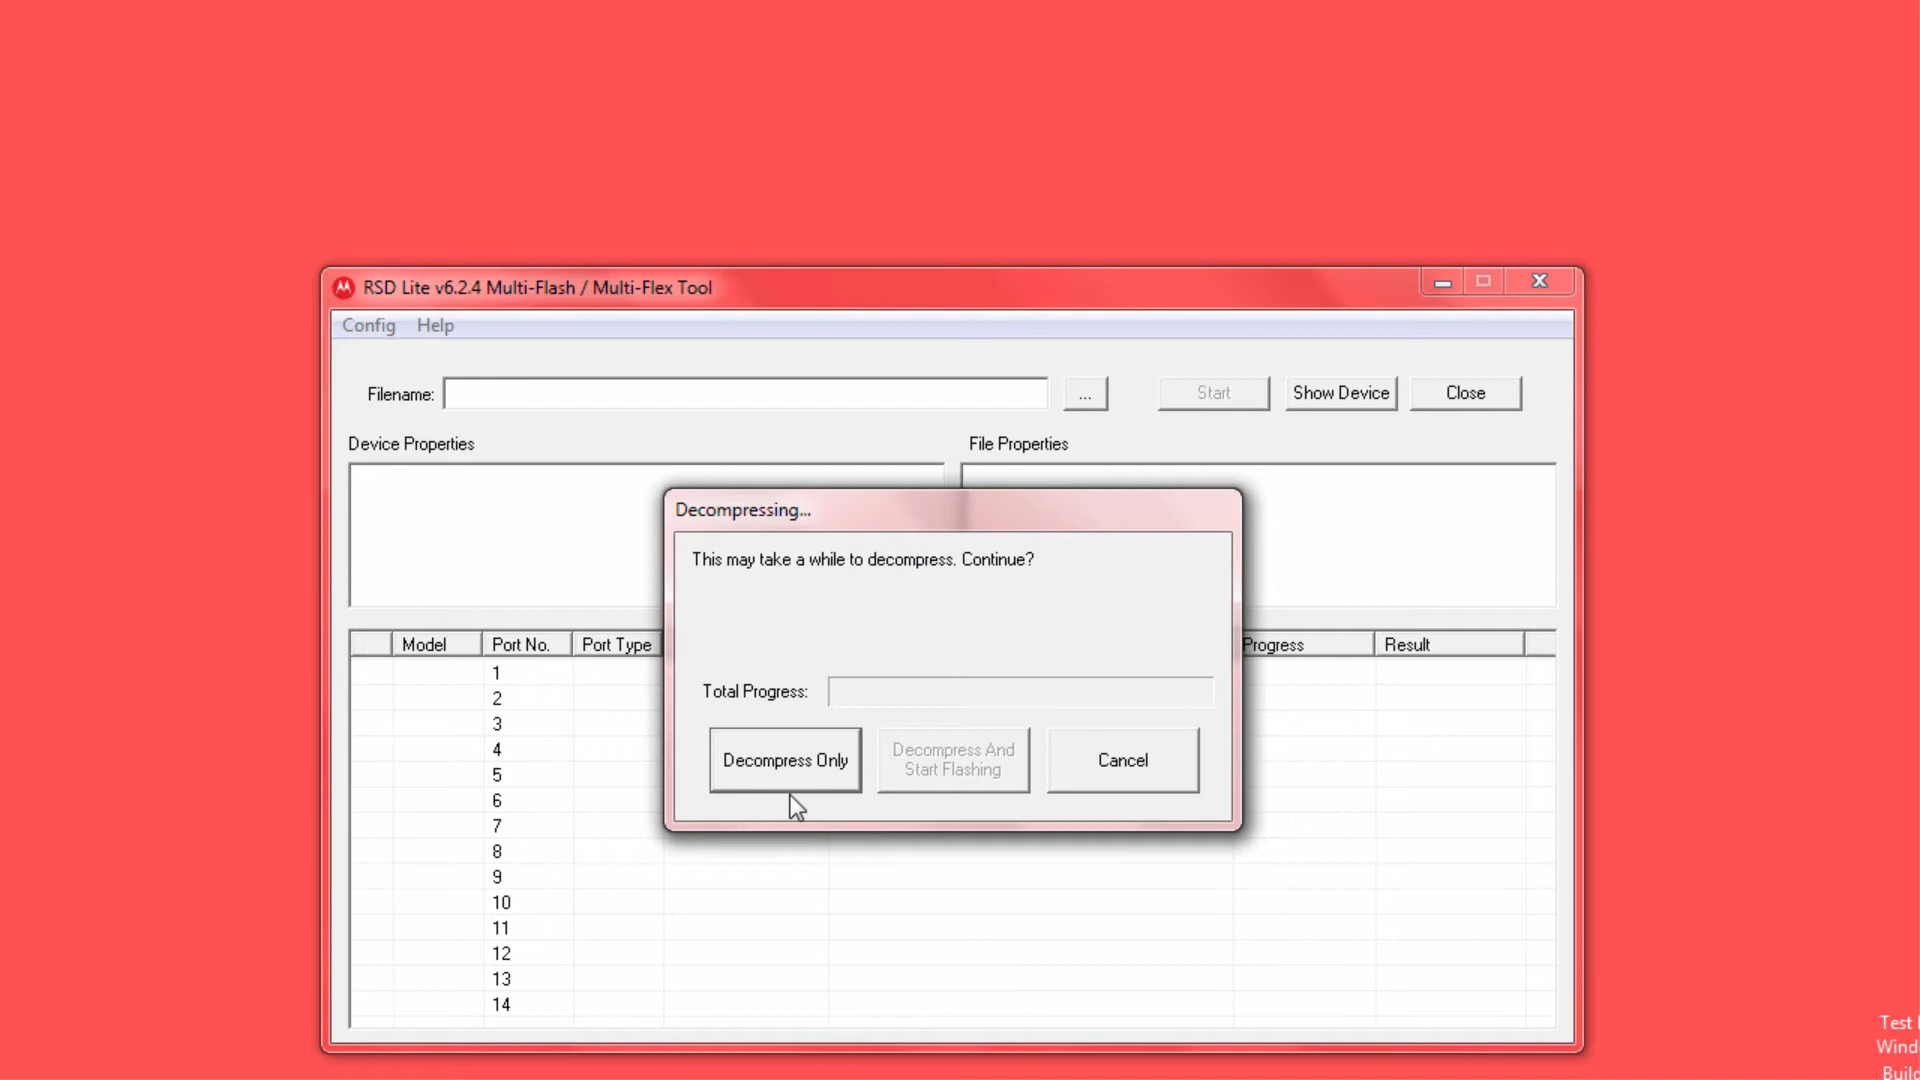 RSD Lite v6.2.4 Multi-Flash / Multi-Flex Tool
Config Help
Filename: ... Start Show Device Close
Device Properties File Properties
Decompressing...
This may take a while to decompress. Continue?
Model Port No. Port Type Progress Result
1
2
3
4
5
6
7
8
9
10
11
12
13
14
Total Progress:
Decompress Only
Decompress And
Start Flashing
Cancel
Test
Wind
Build